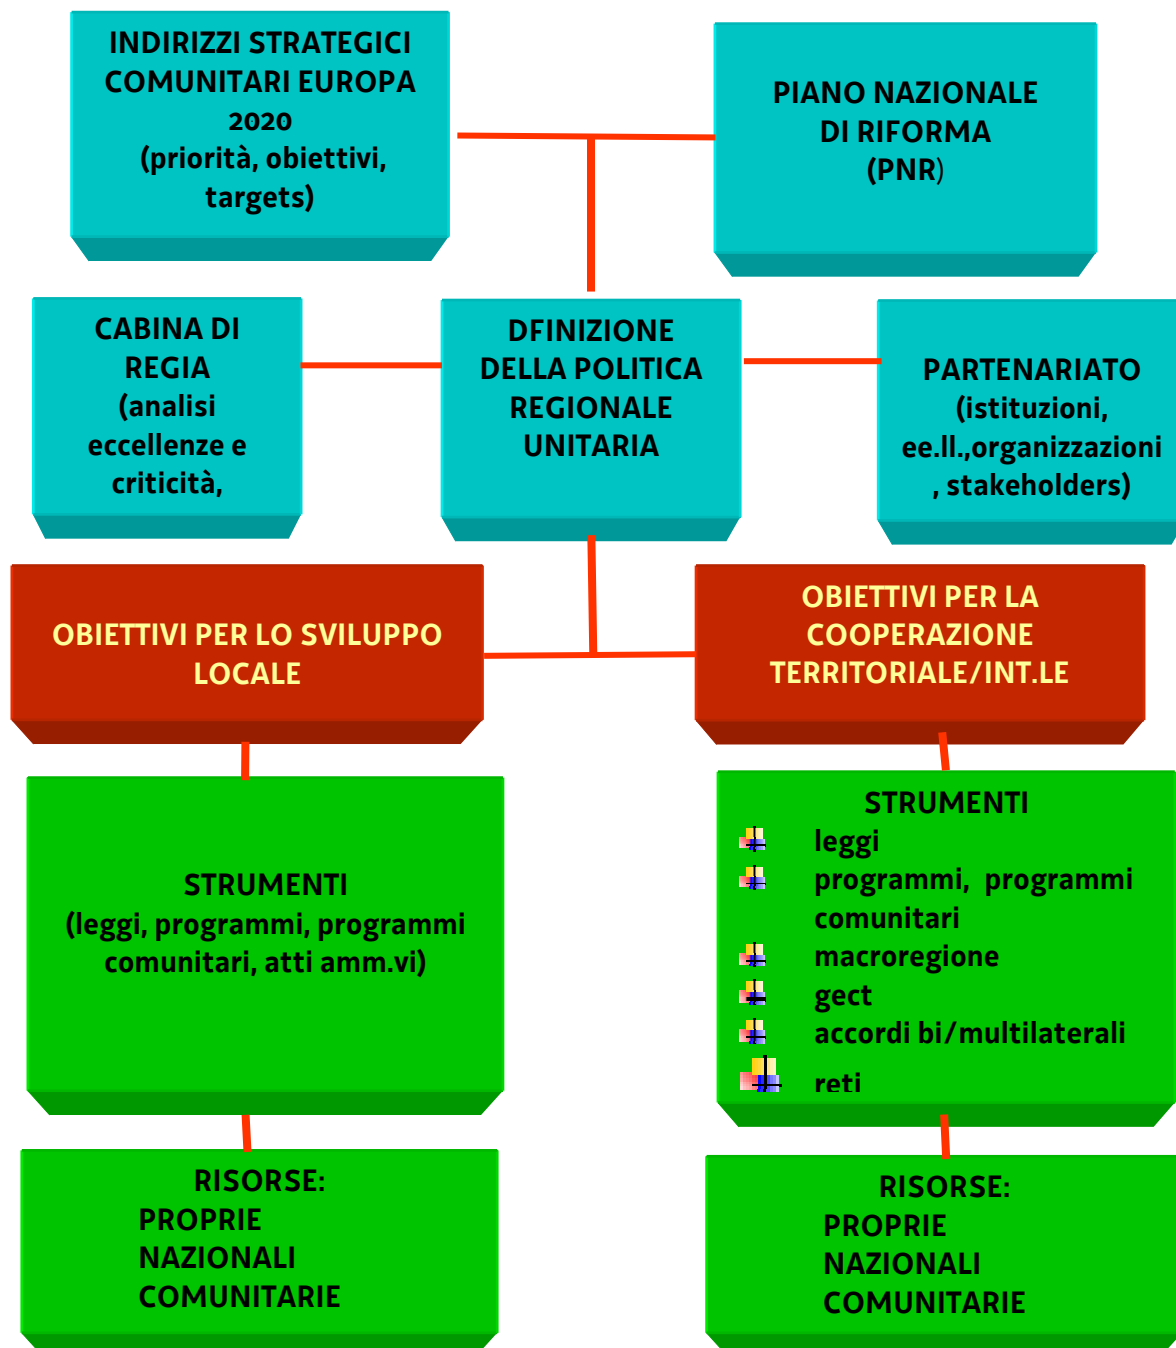 INDIRIZZI STRATEGICI
COMUNITARI EUROPA
2020
(priorità, obiettivi,
targets)
PIANO NAZIONALE
DI RIFORMA
(PNR)
CABINA DI
REGIA
(analisi
eccellenze e
criticità,
DFINIZIONE
DELLA POLITICA
REGIONALE
UNITARIA
PARTENARIATO
(istituzioni,
ee.ll.,organizzazioni
, stakeholders)
OBIETTIVI PER LO SVILUPPO
LOCALE
OBIETTIVI PER LA
COOPERAZIONE
TERRITORIALE/INT.LE
STRUMENTI
(leggi, programmi, programmi
comunitari, atti amm.vi)
STRUMENTI
leggi
programmi, programmi
comunitari
macroregione
gect
accordi bi/multilaterali
reti
RISORSE:
PROPRIE
NAZIONALI
COMUNITARIE
RISORSE:
PROPRIE
NAZIONALI
COMUNITARIE